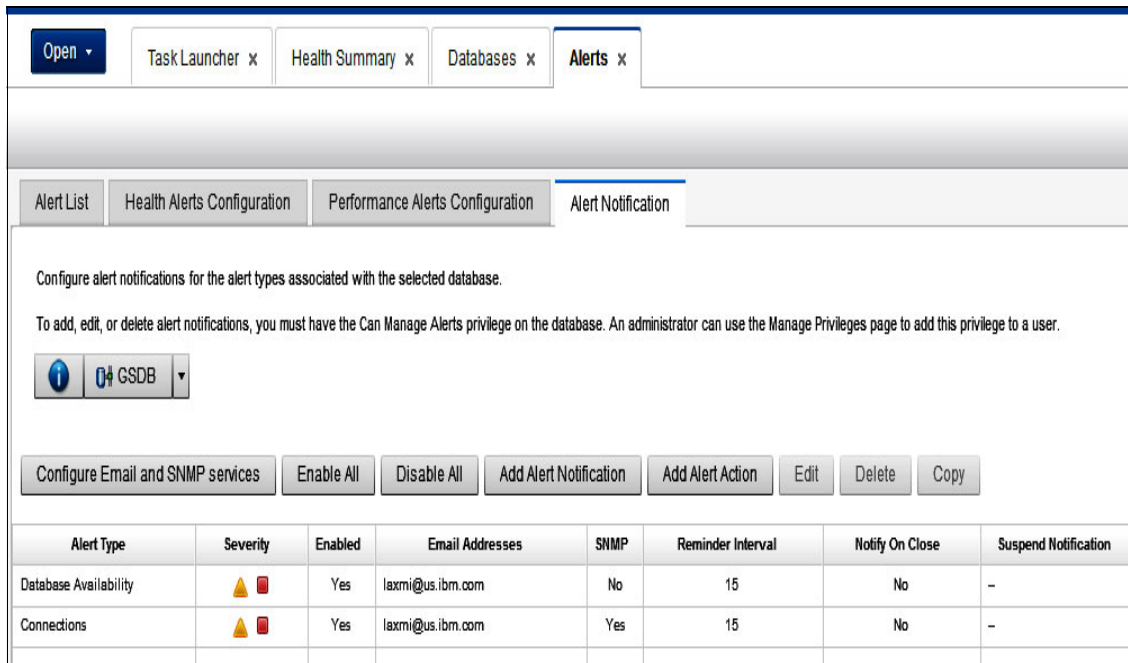 Open
Task Launcher x
Health Summary x
Databases x
Alerts x
Alert List
Health Alerts Configuration
Performance Alerts Configuration
Alert Notification
Configure alert notifications for the alert types associated with the selected database.
To add, edit, or delete alert notifications, you must have the Can Manage Alerts privilege on the database. An administrator can use the Manage Privileges page to add this privilege to a user.
i GSDB
Configure Email and SNMP services
Enable All
Disable All
Add Alert Notification
Add Alert Action
Edit
Delete
Copy
Alert Type Severity Enabled Email Addresses SNMP Reminder Interval Notify On Close Suspend Notification
Database Availability Yes laxmi@us.ibm.com No 15 No –
Connections Yes laxmi@us.ibm.com Yes 15 No –